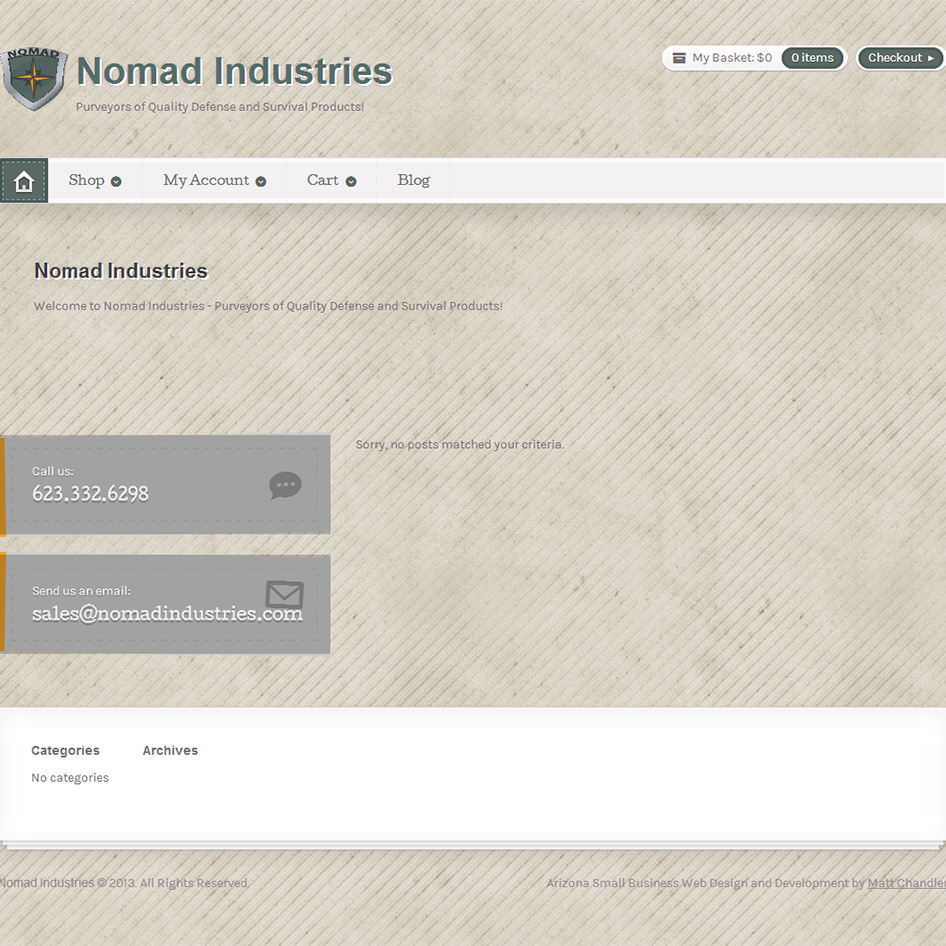 NOMAD
Nomad Industries
Purveyors of Quality Defense and Survival Products!
My Basket: $0 0 items
Checkout ▸
Shop
My Account
Cart
Blog
Nomad Industries
Welcome to Nomad Industries - Purveyors of Quality Defense and Survival Products!
Call us:
623.332.6298
Sorry, no posts matched your criteria.
Send us an email:
sales@nomadindustries.com
Categories
No categories
Archives
Nomad Industries © 2013. All Rights Reserved.
Arizona Small Business Web Design and Development by Matt Chandler